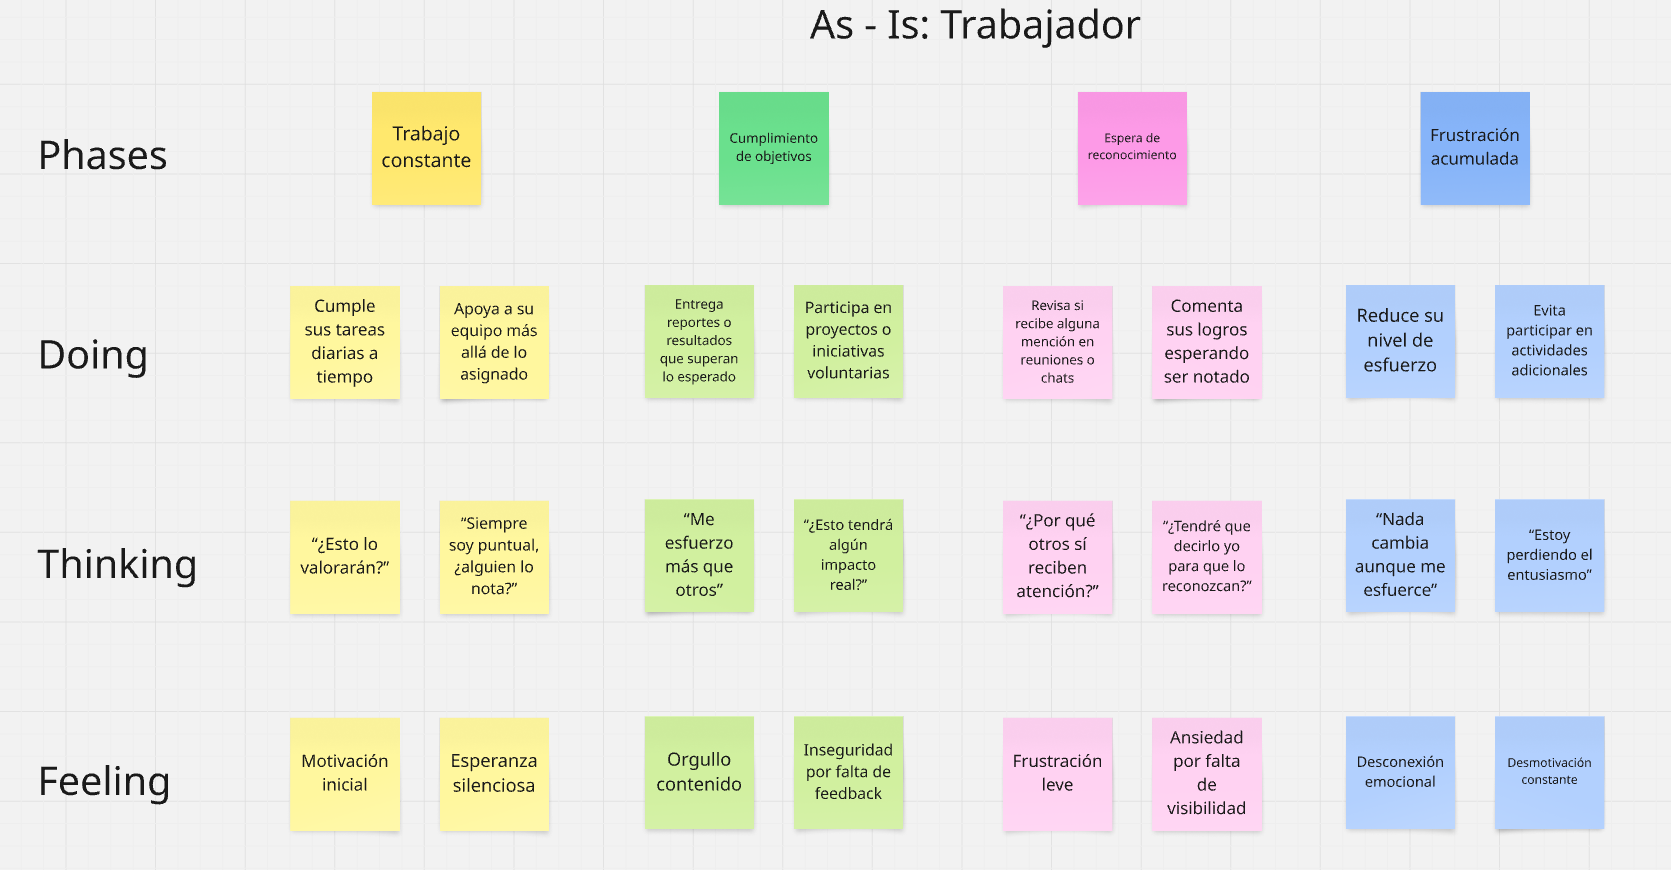 As - Is: Trabajador
Phases
Trabajo
constante
Cumplimiento
de objetivos
Espera de
reconocimiento
Frustración
acumulada
Doing
Cumple
sus tareas
diarias a
tiempo
Apoya a su
equipo más
allá de lo
asignado
Entrega
reportes o
resultados
que superan
lo esperado
Participa en
proyectos o
iniciativas
voluntarias
Revisa si
recibe alguna
mención en
reuniones o
chats
Comenta
sus logros
esperando
ser notado
Reduce su
nivel de
esfuerzo
Evita
participar en
actividades
adicionales
Thinking
“¿Esto lo
valorarán?”
“Siempre
soy puntual,
¿alguien lo
nota?”
“Me
esfuerzo
más que
otros”
“¿Esto tendrá
algún
impacto
real?”
“¿Por qué
otros sí
reciben
atención?”
“¿Tendré que
decirlo yo
para que lo
reconozcan?”
“Nada
cambia
aunque me
esfuerce”
“Estoy
perdiendo el
entusiasmo”
Feeling
Motivación
inicial
Esperanza
silenciosa
Orgullo
contenido
Inseguridad
por falta de
feedback
Frustración
leve
Ansiedad
por falta
de
visibilidad
Desconexión
emocional
Desmotivación
constante